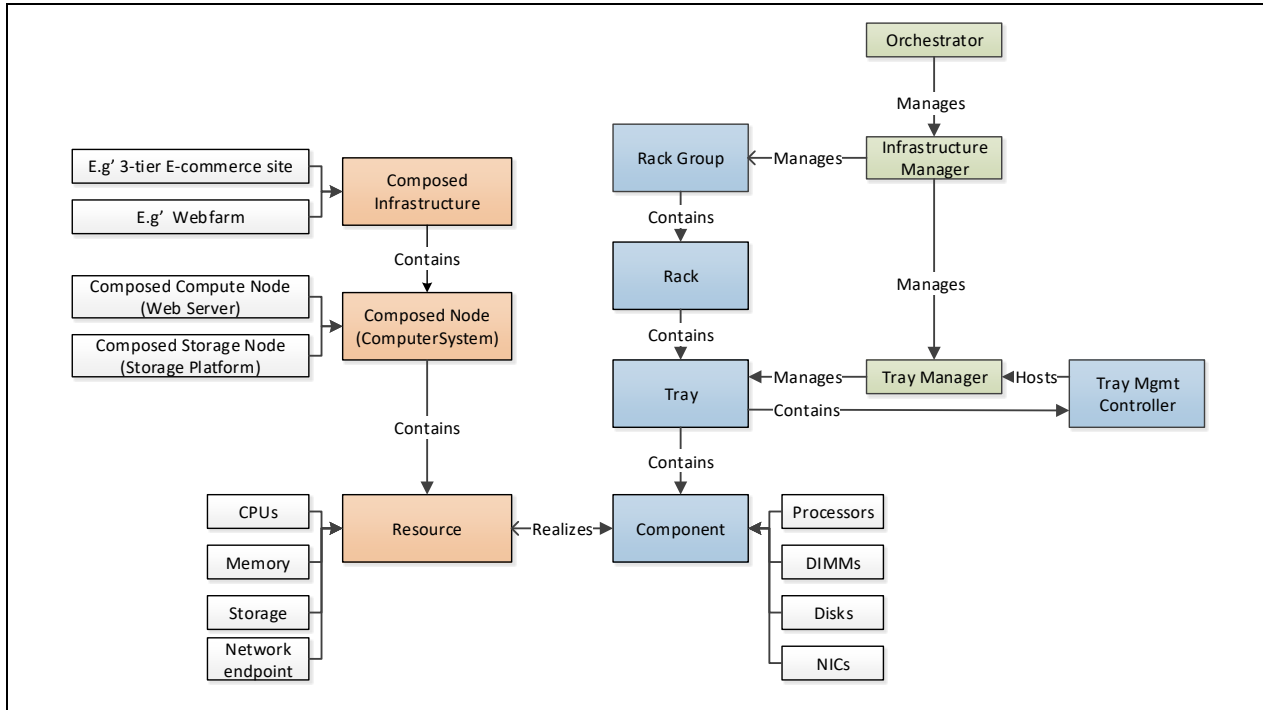 Orchestrator
Manages
Infrastructure
Manager
Manages
Rack Group
E.g’ 3-tier E-commerce site
E.g’ Webfarm
Composed
Infrastructure
Contains
Contains
Rack
Manages
Composed Compute Node
(Web Server)
Composed Storage Node
(Storage Platform)
Composed Node
(ComputerSystem)
Contains
Tray
Manages
Tray Manager
Hosts
Tray Mgmt
Controller
Contains
Contains
Contains
CPUs
Memory
Storage
Network
endpoint
Resource
Realizes
Component
Processors
DIMMs
Disks
NICs